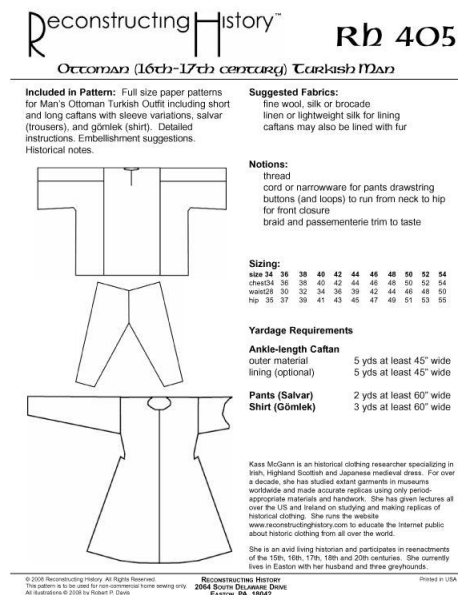 Reconstructing History™
Rh 405
Ottoman (16th-17th century) Turkish Man
Included in Pattern: Full size paper patterns
for Man's Ottoman Turkish Outfit including short
and long caftans with sleeve variations, salvar
(trousers), and gömlek (shirt). Detailed
instructions. Embellishment suggestions.
Historical notes.
Suggested Fabrics:
fine wool, silk or brocade
linen or lightweight silk for lining
caftans may also be lined with fur
Notions:
thread
cord or narrowware for pants drawstring
buttons (and loops) to run from neck to hip
for front closure
braid and passementerie trim to taste
Sizing:
size 34 36 38 40 42 44 46 48 50 52 54
chest34 36 38 40 42 44 46 48 50 52 54
waist28 30 32 34 36 39 42 44 46 48 50
hip 35 37 39 41 43 45 47 49 51 53 55
Yardage Requirements
Ankle-length Caftan
outer material 5 yds at least 45" wide
lining (optional) 5 yds at least 45" wide
Pants (Salvar) 2 yds at least 60" wide
Shirt (Gömlek) 3 yds at least 60" wide
Kass McGann is an historical clothing researcher specializing in
Irish, Highland Scottish and Japanese medieval dress. For over
a decade, she has studied extant garments in museums
worldwide and made accurate replicas using only period-
appropriate materials and handwork. She has given lectures all
over the US and Ireland on studying and making replicas of
historical clothing. She runs the website
www.reconstructinghistory.com to educate the Internet public
about historic clothing from all over the world.
She is an avid living historian and participates in reenactments
of the 15th, 16th, 17th, 18th and 20th centuries. She currently
lives in Easton with her husband and three greyhounds.
© 2008 Reconstructing History. All Rights Reserved.
This pattern is to be used for non-commercial home sewing only.
All illustrations © 2008 by Robert P. Davis
Reconstructing History
2064 South Delaware Drive
Easton, PA 18042
Printed in USA